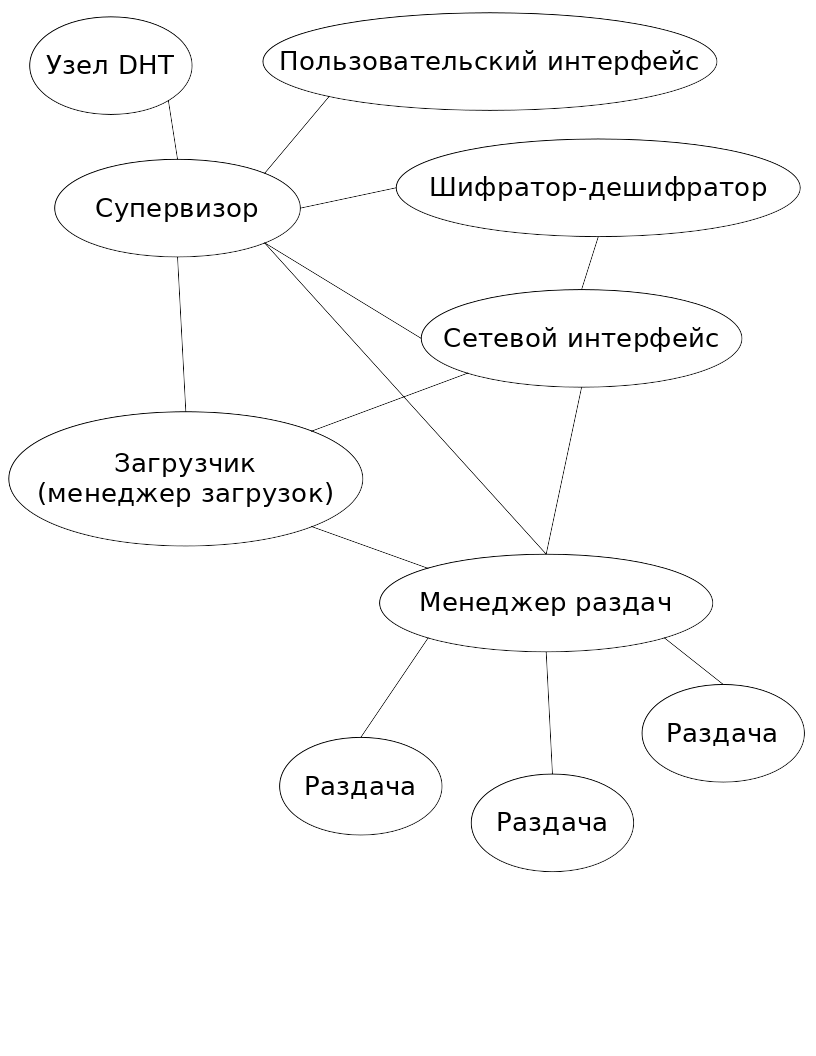 Узел DHT
Пользовательский интерфейс
Шифратор-дешифратор
Супервизор
Сетевой интерфейс
Загрузчик
(менеджер загрузок)
Менеджер раздач
Раздача
Раздача
Раздача